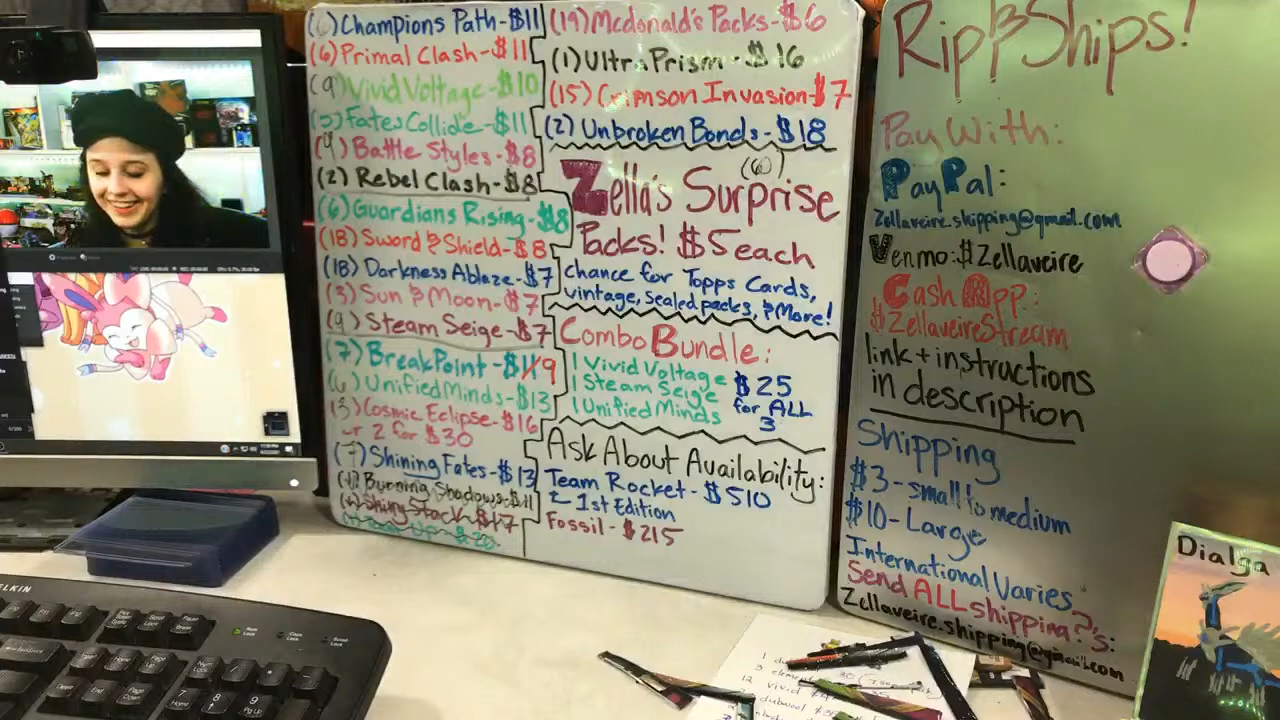 Champions Path-$11
(6) Primal Clash-$11
(9) Vivid Voltage-$10
Fates Collide-$11
(4) Battle Styles-$8
(2) Rebel Clash-$8
(6) Guardians Rising-$8
(18) Sword & Shield-$8
(18) Darkness Ablaze-$7
(3) Sun & Moon-$7
(9) Steam Seige-$7
(7) BreakPoint-$9
(6) Unified Minds-$13
(3) Cosmic Eclipse-$16
or 2 for $30
(7) Shining Fates-$13
Burning Shadows-$11
Shiny Stock-$17
(19) Mcdonald's Packs-$6
(1) Ultra Prism-$16
(15) Crimson Invasion-$7
(2) Unbroken Bonds-$18
(6)
Zella's Surprise
Packs! $5 each
Chance for Topps Cards,
vintage, sealed packs, & More!
Combo Bundle:
1 Vivid Voltage
1 Steam Seige
1 Unified Minds
$25
for ALL
3
Ask About Availability:
Team Rocket-$510
1st Edition
Fossil-$215
Rip & Ships!
Pay With:
PayPal:
Zellaveire.shipping@gmail.com
Venmo: $Zellaveire
Cash App:
$ZellaveireStream
link + instructions
in description
Shipping
$3-small to medium
$10-Large
International Varies
Send ALL shipping ?'s:
Zellaveire.shipping@gmail.com
Dialga
ELKIN